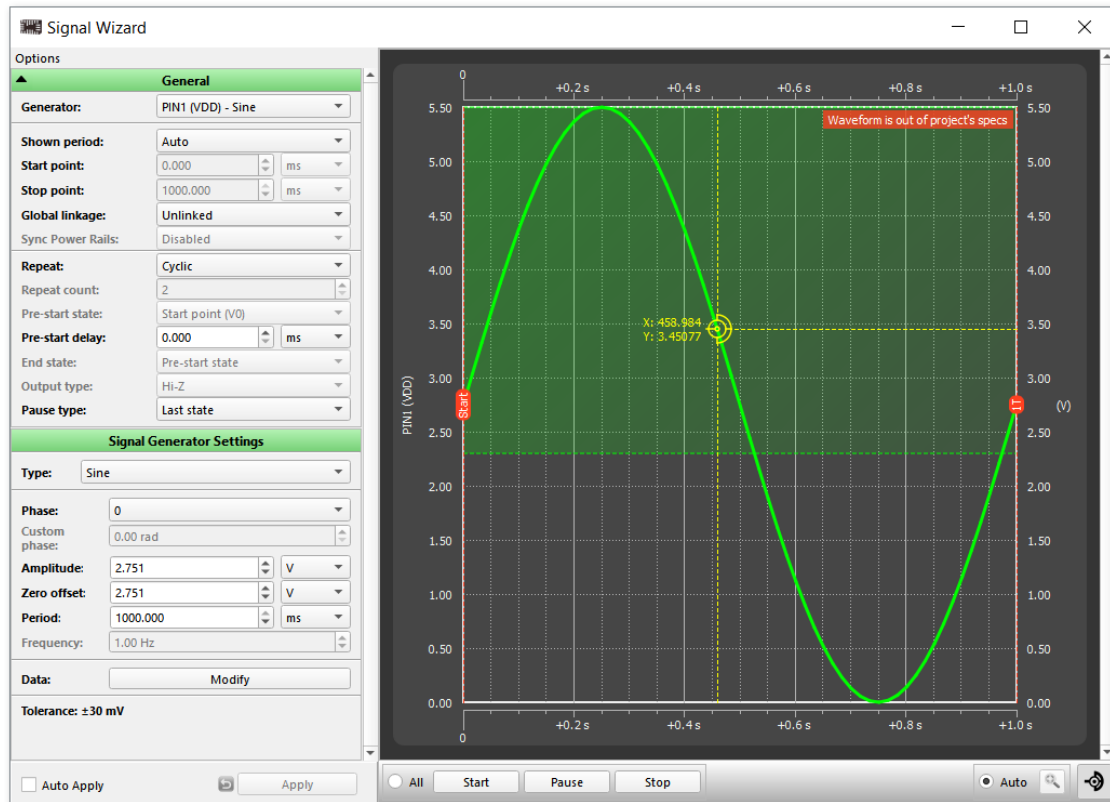 Signal Wizard
Options
General
Generator: PIN1 (VDD) - Sine
Shown period: Auto
Start point: 0.000 ms
Stop point: 1000.000 ms
Global linkage: Unlinked
Sync Power Rails: Disabled
Repeat: Cyclic
Repeat count: 2
Pre-start state: Start point (V0)
Pre-start delay: 0.000 ms
End state: Pre-start state
Output type: Hi-Z
Pause type: Last state
Signal Generator Settings
Type: Sine
Phase: 0
Custom
phase: 0.00 rad
Amplitude: 2.751 V
Zero offset: 2.751 V
Period: 1000.000 ms
Frequency: 1.00 Hz
Data: Modify
Tolerance: ±30 mV
Auto Apply Apply
0
+0.2 s +0.4 s +0.6 s +0.8 s +1.0 s
Waveform is out of project's specs
5.50 5.50
5.00 5.00
4.50 4.50
4.00 4.00
3.50 3.50
X: 458.984
Y: 3.45077
3.00 3.00
PIN1 (VDD)
Start
1T
(V)
2.50 2.50
2.00 2.00
1.50 1.50
1.00 1.00
0.50 0.50
0.00 0.00
+0.2 s +0.4 s +0.6 s +0.8 s +1.0 s
0
All Start Pause Stop Auto